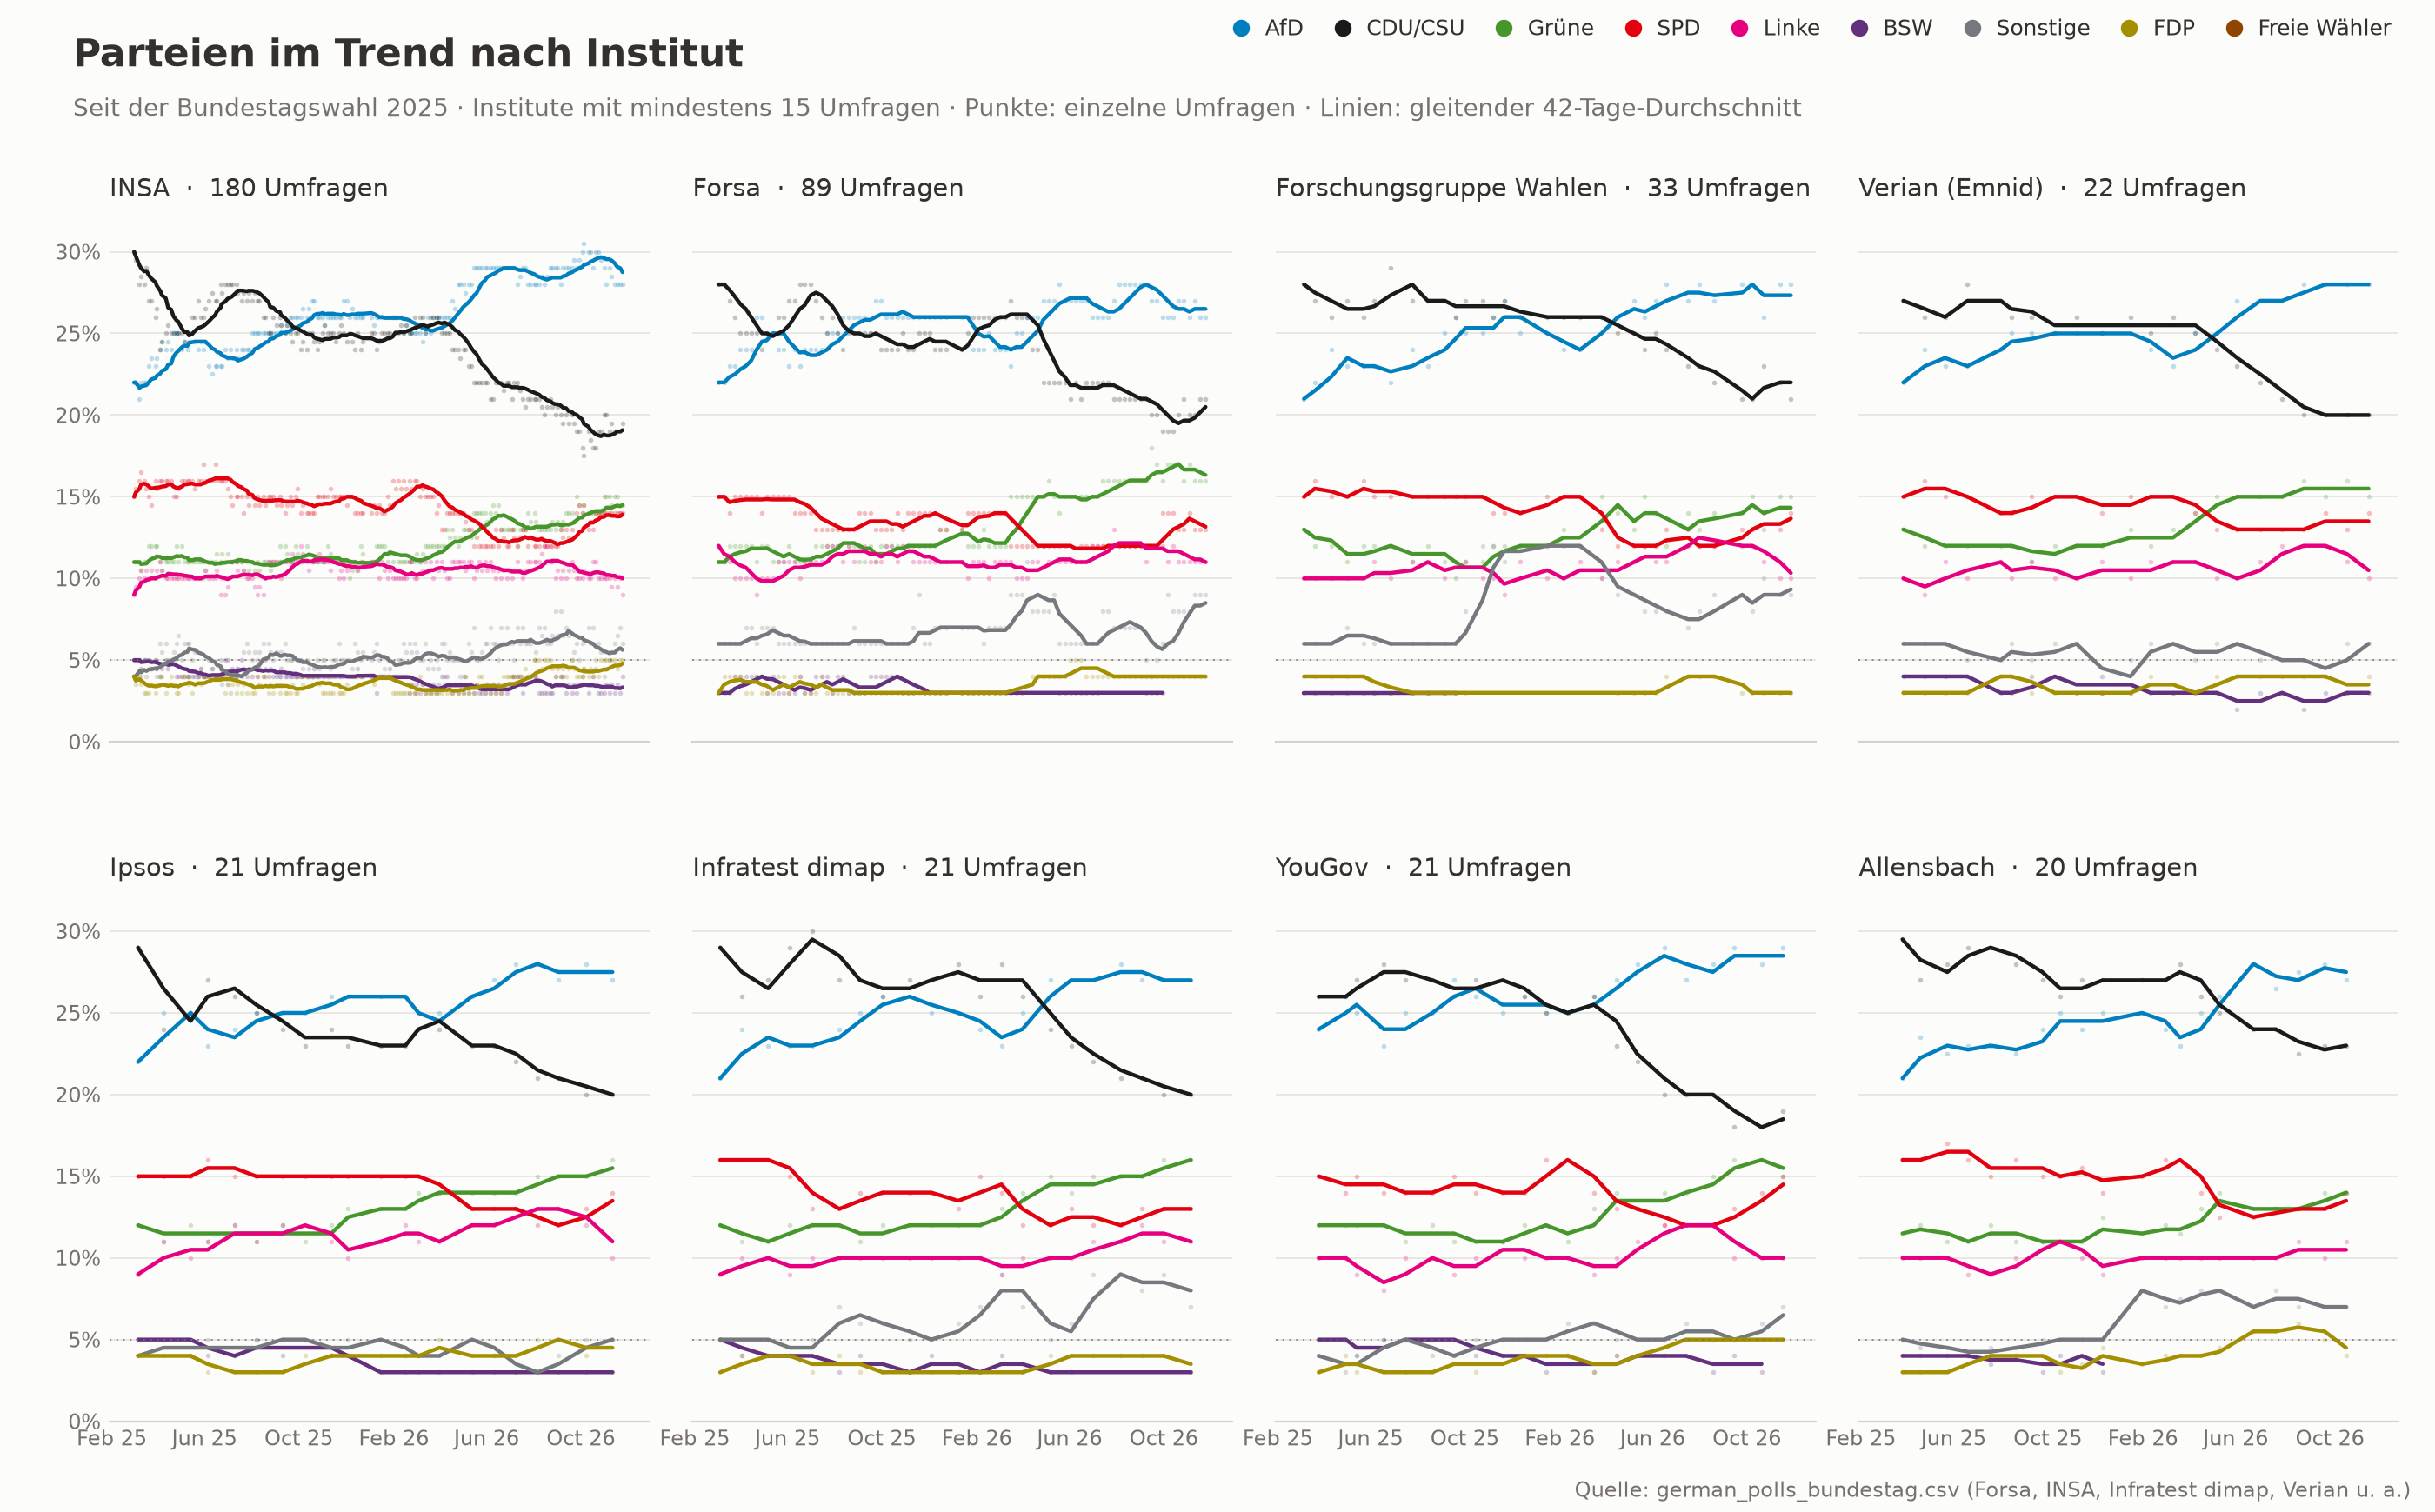 AfD CDU/CSU Grüne SPD Linke BSW Sonstige FDP Freie Wähler
Parteien im Trend nach Institut
Seit der Bundestagswahl 2025 · Institute mit mindestens 15 Umfragen · Punkte: einzelne Umfragen · Linien: gleitender 42-Tage-Durchschnitt
INSA · 180 Umfragen
Forsa · 89 Umfragen
Forschungsgruppe Wahlen · 33 Umfragen
Verian (Emnid) · 22 Umfragen
30%
25%
20%
15%
10%
5%
0%
Ipsos · 21 Umfragen
Infratest dimap · 21 Umfragen
YouGov · 21 Umfragen
Allensbach · 20 Umfragen
30%
25%
20%
15%
10%
5%
0%
Feb 25 Jun 25 Oct 25 Feb 26 Jun 26 Oct 26
Feb 25 Jun 25 Oct 25 Feb 26 Jun 26 Oct 26
Feb 25 Jun 25 Oct 25 Feb 26 Jun 26 Oct 26
Feb 25 Jun 25 Oct 25 Feb 26 Jun 26 Oct 26
Quelle: german_polls_bundestag.csv (Forsa, INSA, Infratest dimap, Verian u. a.)